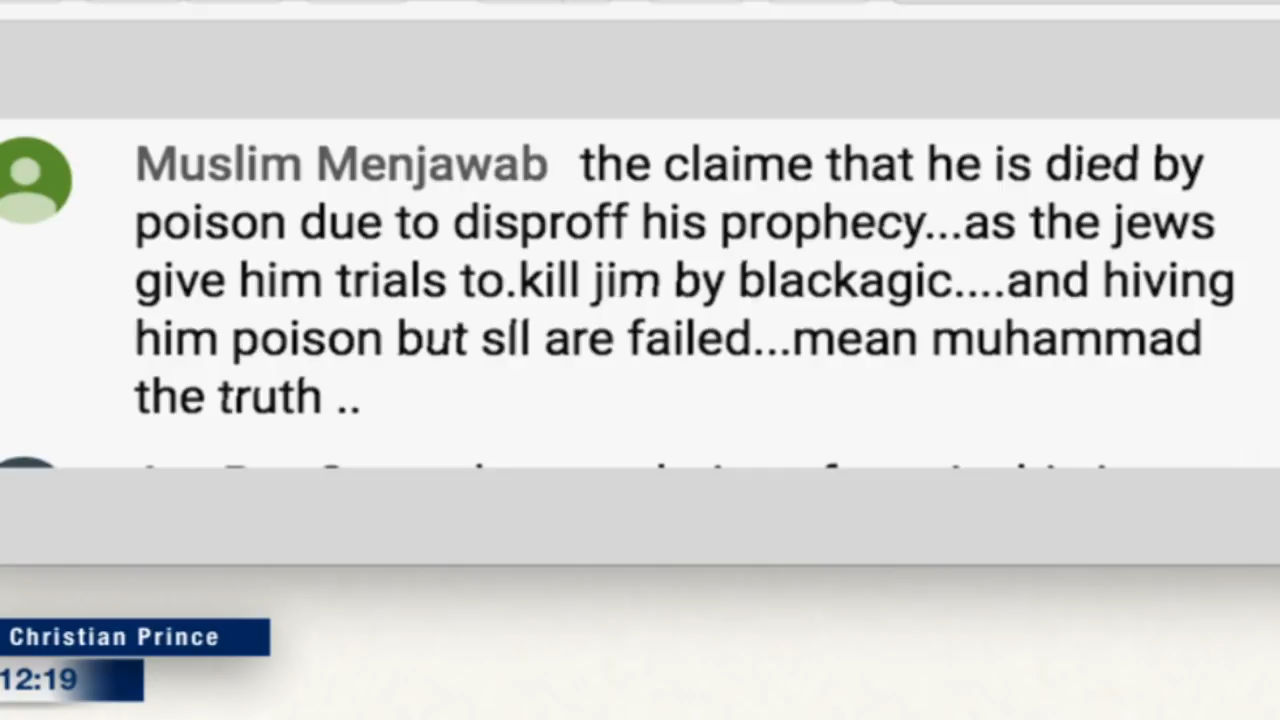 Muslim Menjawab the claime that he is died by
poison due to disproff his prophecy...as the jews
give him trials to.kill jim by blackagic....and hiving
him poison but sll are failed...mean muhammad
the truth ..
Christian Prince
12:19